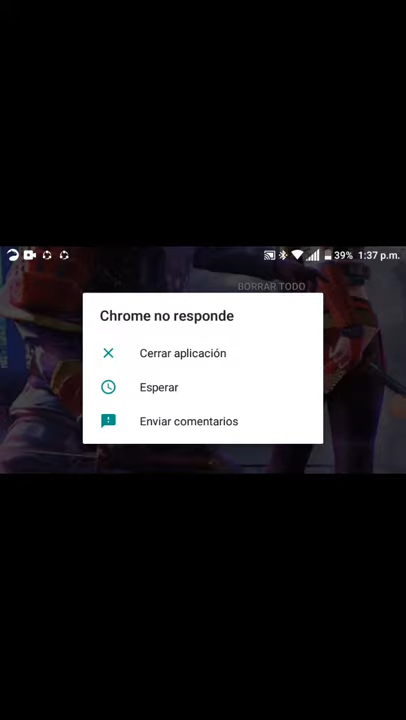 39% 1:37 p.m.
BORRAR TODO
Chrome no responde
Cerrar aplicación
Esperar
Enviar comentarios